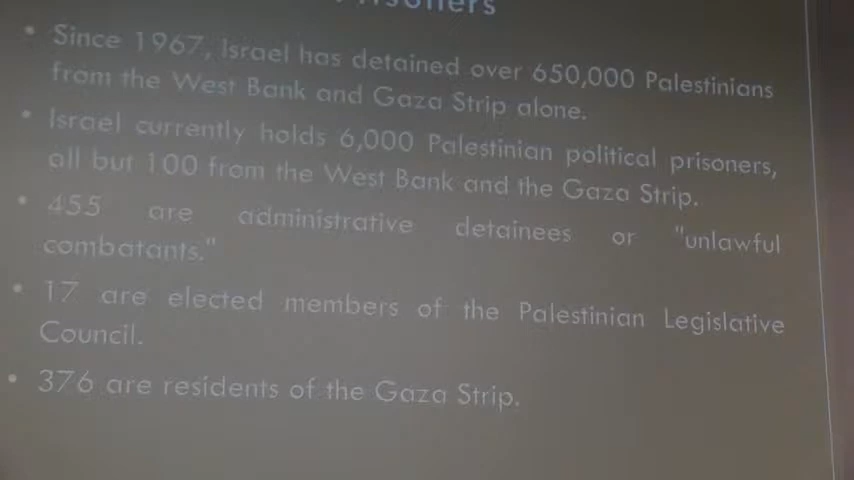 • Since 1967, Israel has detained over 650,000 Palestinians
from the West Bank and Gaza Strip alone.
• Israel currently holds 6,000 Palestinian political prisoners,
all but 100 from the West Bank and the Gaza Strip.
• 455 are administrative detainees or "unlawful
combatants."
• 17 are elected members of the Palestinian Legislative
Council.
• 376 are residents of the Gaza Strip.